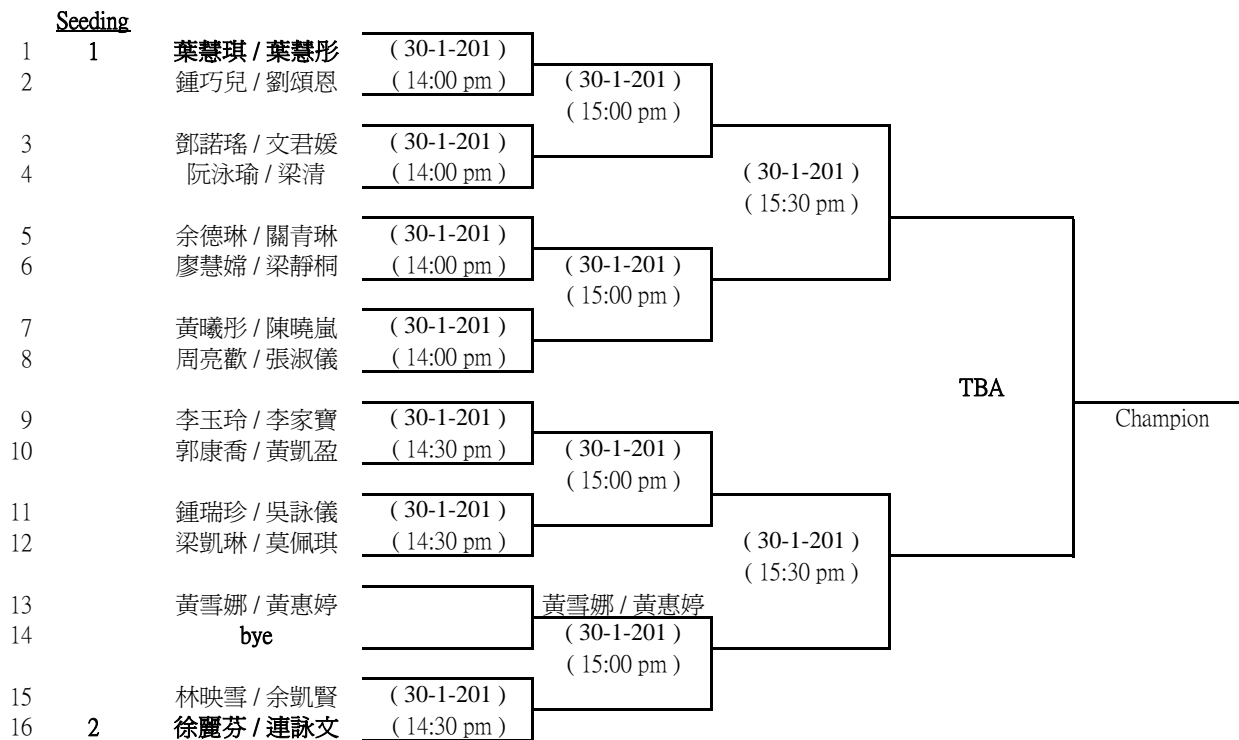 Seeding
1 1 葉慧琪 / 葉慧彤 ( 30-1-201 )
2 鍾巧兒 / 劉頌恩 ( 14:00 pm ) ( 30-1-201 )
( 15:00 pm )
3 鄧諾瑤 / 文君媛 ( 30-1-201 )
4 阮泳瑜 / 梁清 ( 14:00 pm ) ( 30-1-201 )
( 15:30 pm )
5 余德琳 / 關青琳 ( 30-1-201 )
6 廖慧嫦 / 梁靜桐 ( 14:00 pm ) ( 30-1-201 )
( 15:00 pm )
7 黃曦彤 / 陳曉嵐 ( 30-1-201 )
8 周亮歡 / 張淑儀 ( 14:00 pm )
TBA
9 李玉玲 / 李家寶 ( 30-1-201 ) Champion
10 郭康喬 / 黃凱盈 ( 14:30 pm ) ( 30-1-201 )
( 15:00 pm )
11 鍾瑞珍 / 吳詠儀 ( 30-1-201 )
12 梁凱琳 / 莫佩琪 ( 14:30 pm ) ( 30-1-201 )
( 15:30 pm )
13 黃雪娜 / 黃惠婷 黃雪娜 / 黃惠婷
14 bye ( 30-1-201 )
( 15:00 pm )
15 林映雪 / 余凱賢 ( 30-1-201 )
16 2 徐麗芬 / 連詠文 ( 14:30 pm )